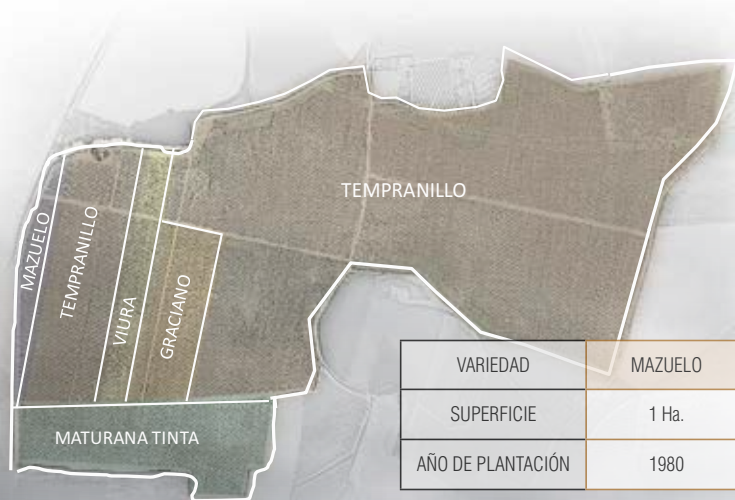 TEMPRANILLO
MAZUELO
TEMPRANILLO
VIURA
GRACIANO
MATURANA TINTA
VARIEDAD MAZUELO
SUPERFICIE 1 Ha.
AÑO DE PLANTACIÓN 1980